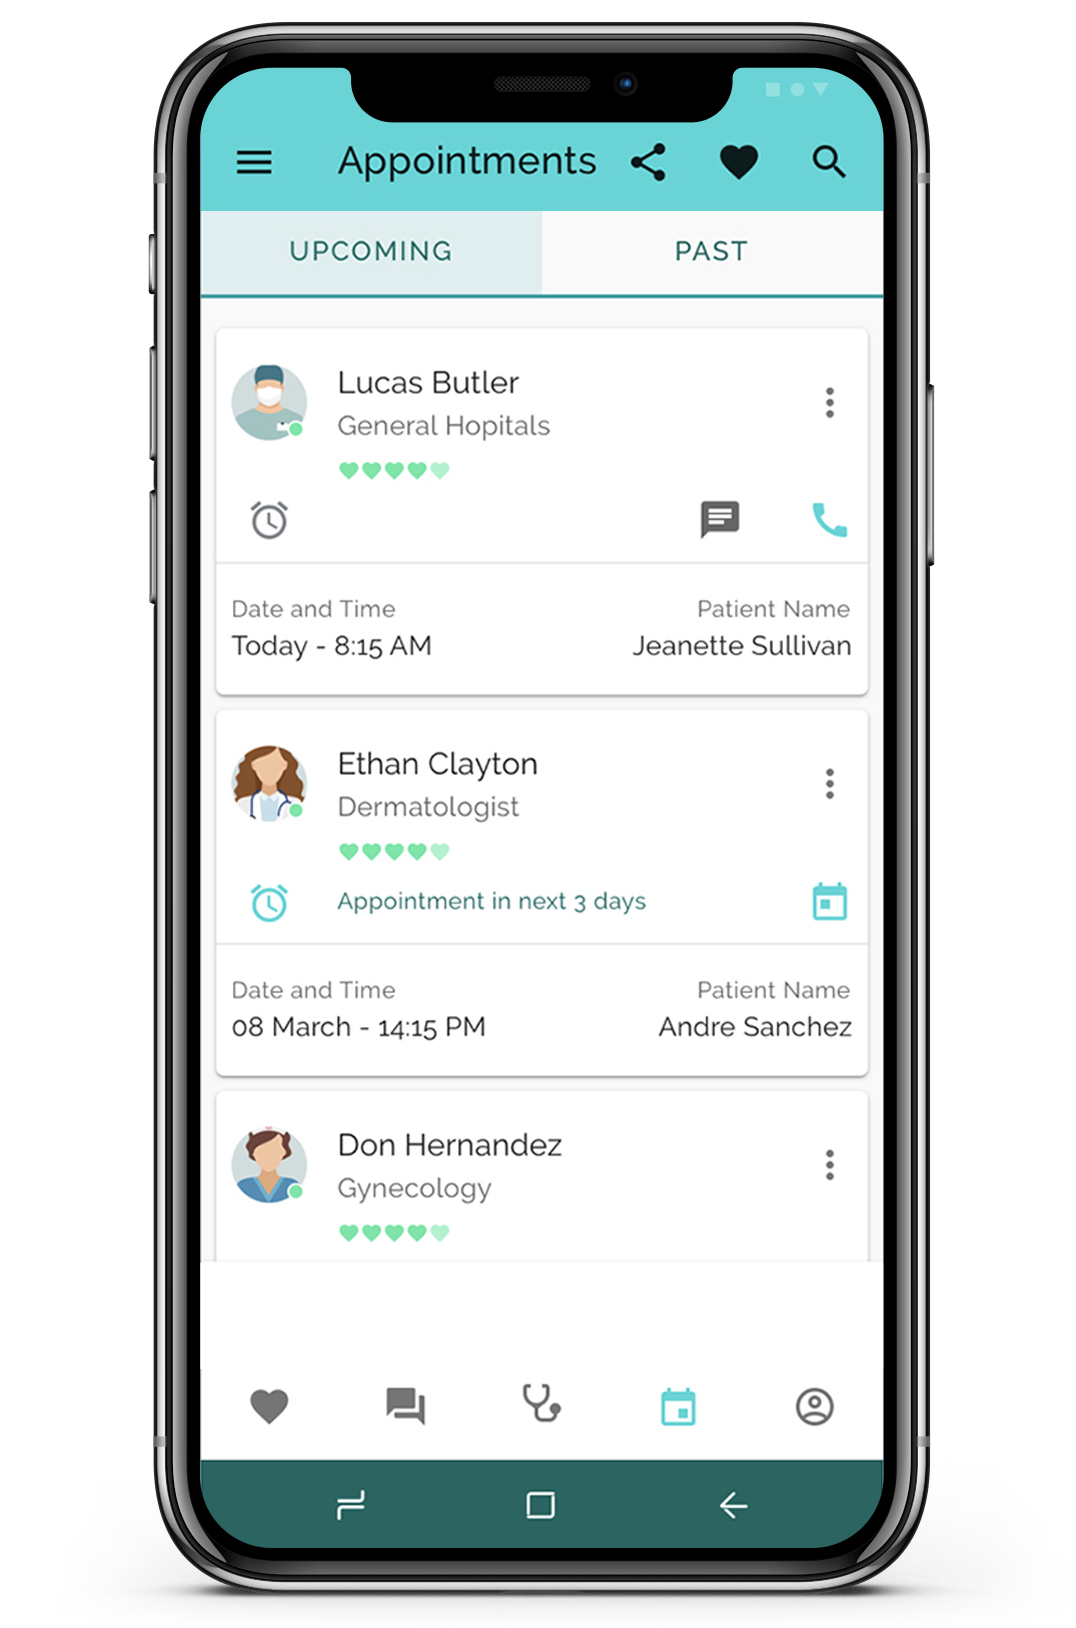 Appointments
UPCOMING
PAST
Lucas Butler
General Hopitals
Date and Time
Patient Name
Today - 8:15 AM
Jeanette Sullivan
Ethan Clayton
Dermatologist
Appointment in next 3 days
Date and Time
Patient Name
08 March - 14:15 PM
Andre Sanchez
Don Hernandez
Gynecology